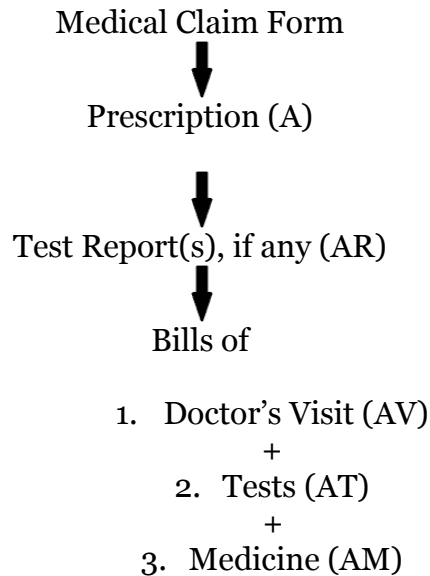 Medical Claim Form
Prescription (A)
Test Report(s), if any (AR)
Bills of
1. Doctor’s Visit (AV)
+
2. Tests (AT)
+
3. Medicine (AM)